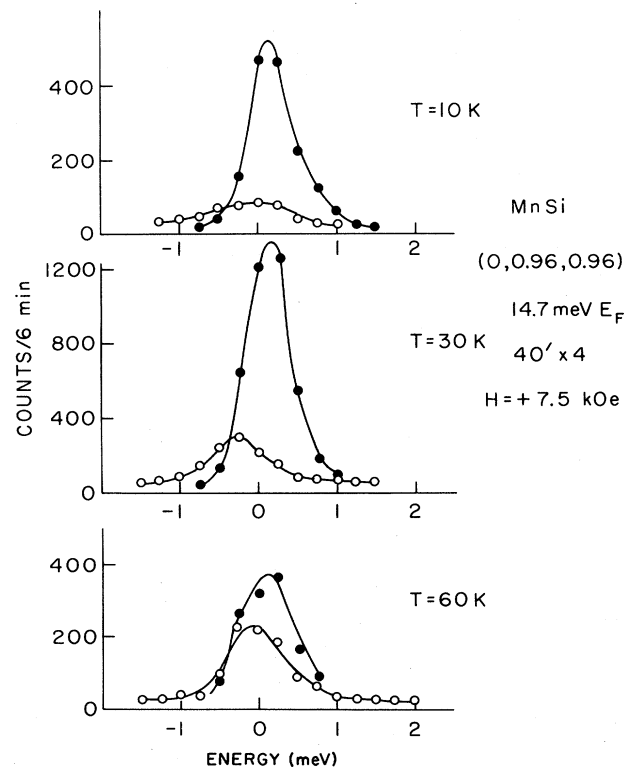 400
200
0
-1
0
1
2
T=10 K
1200
800
400
0
-1
0
1
2
T=30 K
400
200
0
-1
0
1
2
T=60 K
COUNTS/6 min
ENERGY (meV)
MnSi
(0,0.96,0.96)
14.7 meV EF
40′ x 4
H=+ 7.5 kOe